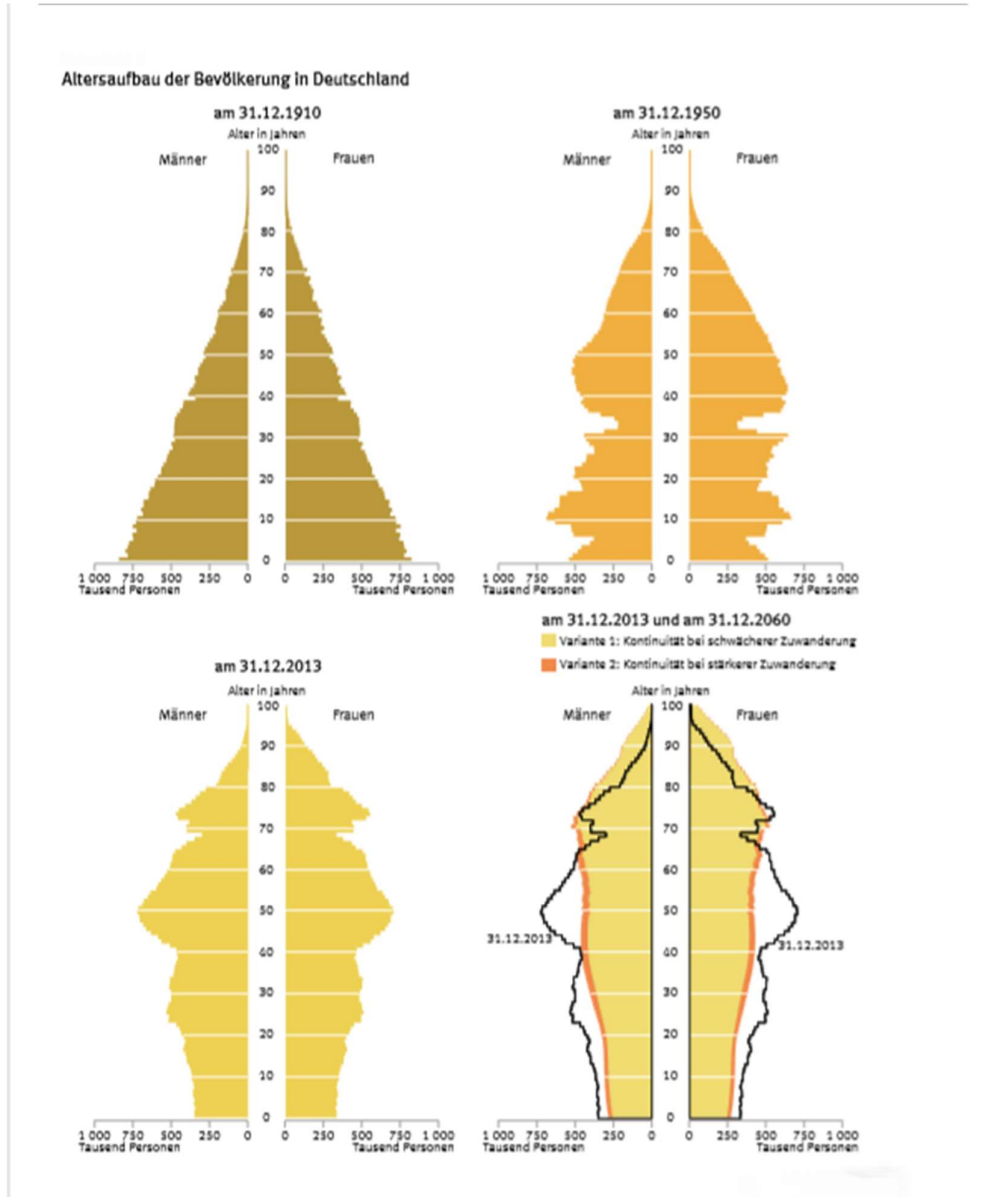 Altersaufbau der Bevölkerung in Deutschland
am 31.12.1910
Alter in Jahren
Männer
Frauen
100
90
80
70
60
50
40
30
20
10
0
1 000 750 500 250 0
0 250 500 750 1 000
Tausend Personen
Tausend Personen
am 31.12.1950
Alter in Jahren
Männer
Frauen
100
90
80
70
60
50
40
30
20
10
0
1 000 750 500 250 0
0 250 500 750 1 000
Tausend Personen
Tausend Personen
am 31.12.2013
Alter in Jahren
Männer
Frauen
100
90
80
70
60
50
40
30
20
10
0
1 000 750 500 250 0
0 250 500 750 1 000
Tausend Personen
Tausend Personen
am 31.12.2013 und am 31.12.2060
Variante 1: Kontinuität bei schwächerer Zuwanderung
Variante 2: Kontinuität bei stärkerer Zuwanderung
Alter in Jahren
Männer
Frauen
100
90
80
70
60
50
31.12.2013
31.12.2013
40
30
20
10
0
1 000 750 500 250 0
0 250 500 750 1 000
Tausend Personen
Tausend Personen